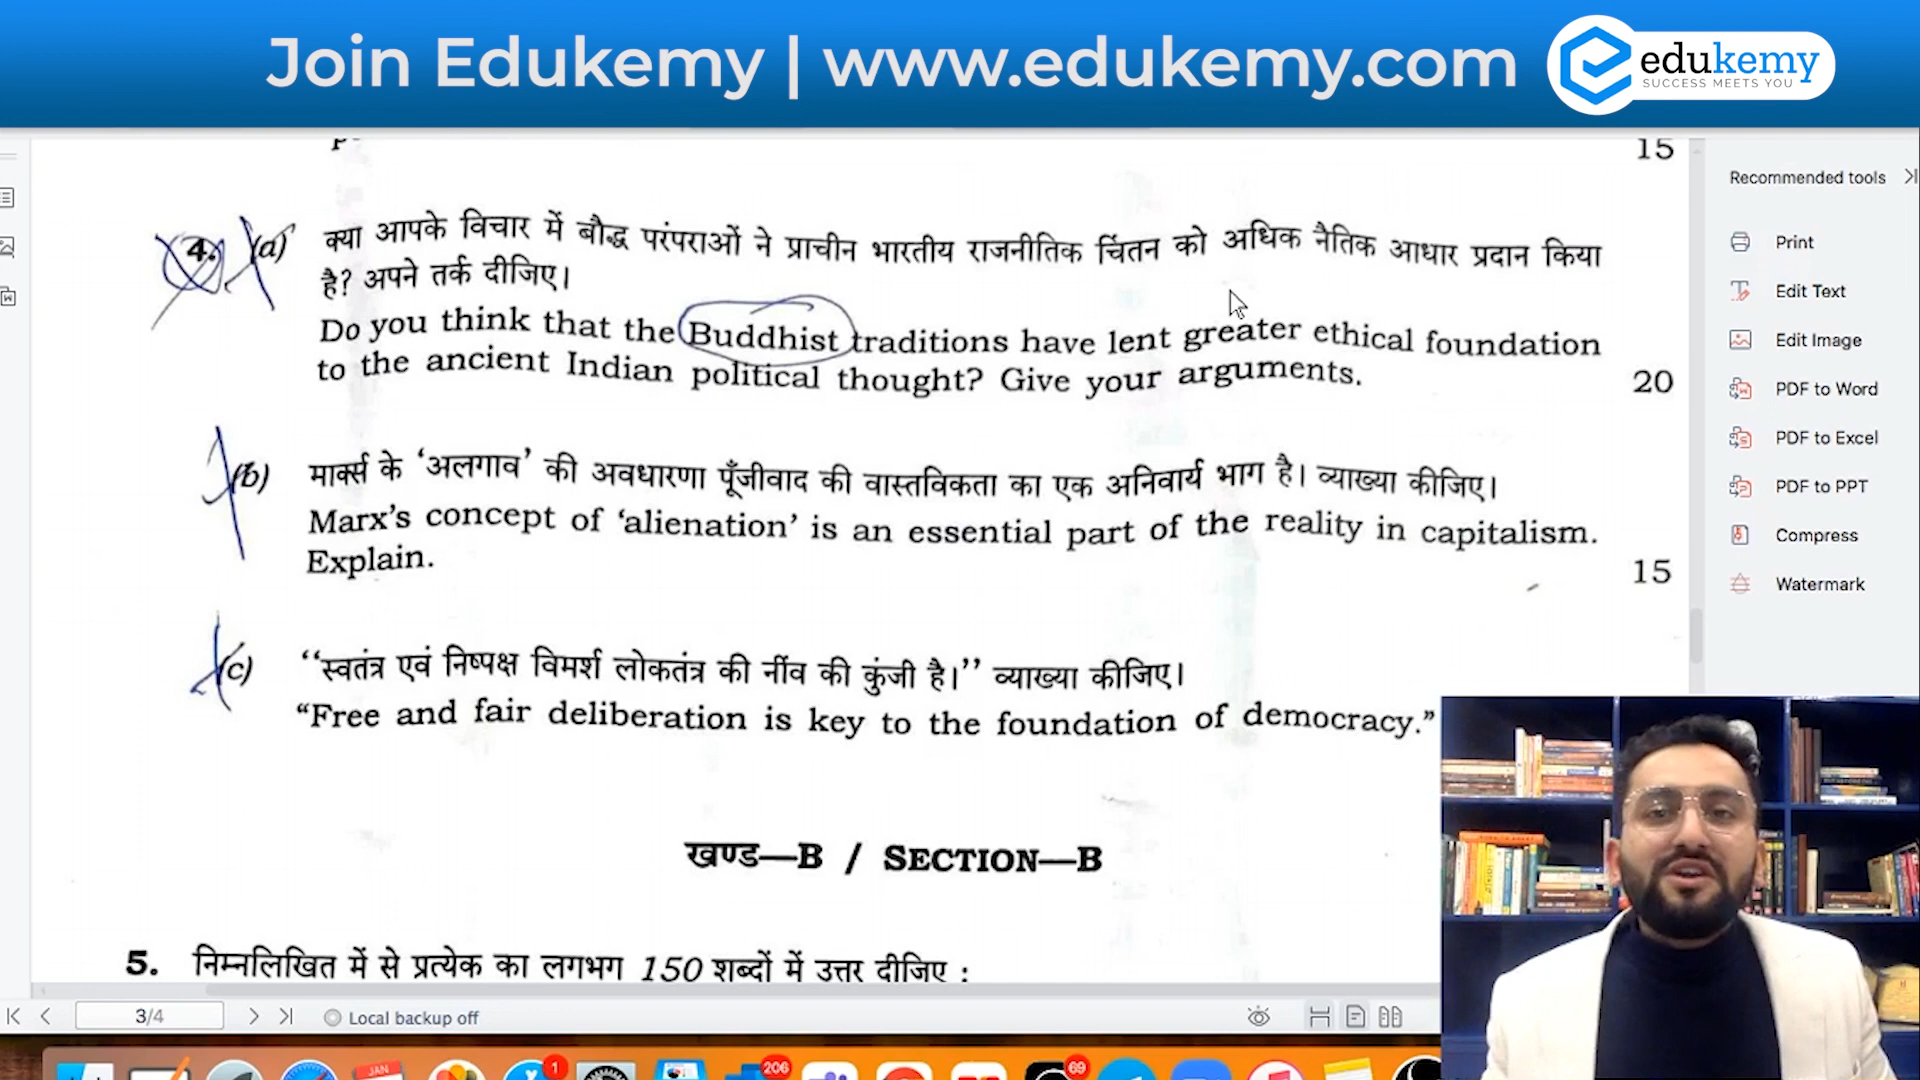 Join Edukemy | www.edukemy.com
edukemy
SUCCESS MEETS YOU
15
Recommended tools
4. (a) क्या आपके विचार में बौद्ध परंपराओं ने प्राचीन भारतीय राजनीतिक चिंतन को अधिक नैतिक आधार प्रदान किया
है? अपने तर्क दीजिए।
Do you think that the Buddhist traditions have lent greater ethical foundation
to the ancient Indian political thought? Give your arguments. 20
(b) मार्क्स के ‘अलगाव’ की अवधारणा पूँजीवाद की वास्तविकता का एक अनिवार्य भाग है। व्याख्या कीजिए।
Marx’s concept of ‘alienation’ is an essential part of the reality in capitalism.
Explain. 15
(c) “स्वतंत्र एवं निष्पक्ष विमर्श लोकतंत्र की नींव की कुंजी है।” व्याख्या कीजिए।
“Free and fair deliberation is key to the foundation of democracy.”
खण्ड—B / SECTION—B
5. निम्नलिखित में से प्रत्येक का लगभग 150 शब्दों में उत्तर दीजिए :
Print
Edit Text
Edit Image
PDF to Word
PDF to Excel
PDF to PPT
Compress
Watermark
3/4
Local backup off
JAN
1
206
69